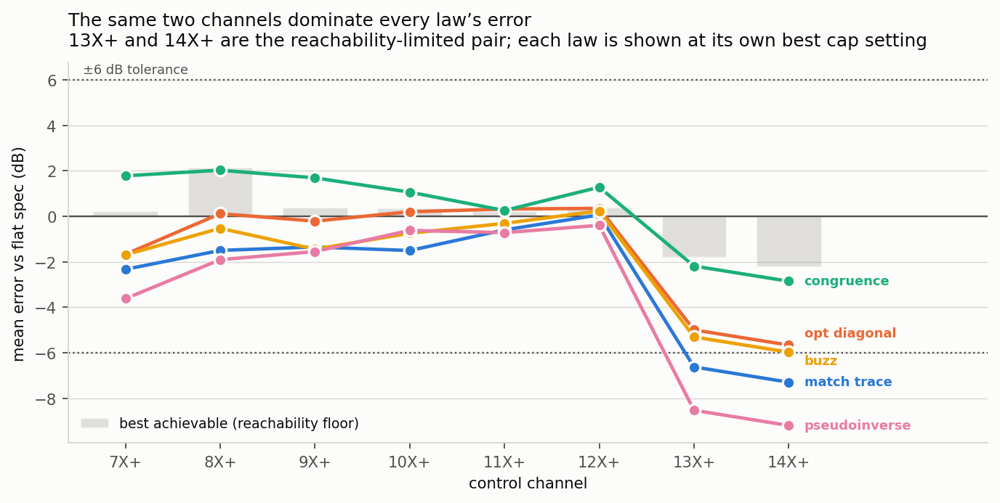 The same two channels dominate every law’s error
13X+ and 14X+ are the reachability-limited pair; each law is shown at its own best cap setting
±6 dB tolerance
6
4
2
0
−2
−4
−6
−8
mean error vs flat spec (dB)
congruence
opt diagonal
buzz
match trace
pseudoinverse
best achievable (reachability floor)
7X+
8X+
9X+
10X+
11X+
12X+
13X+
14X+
control channel